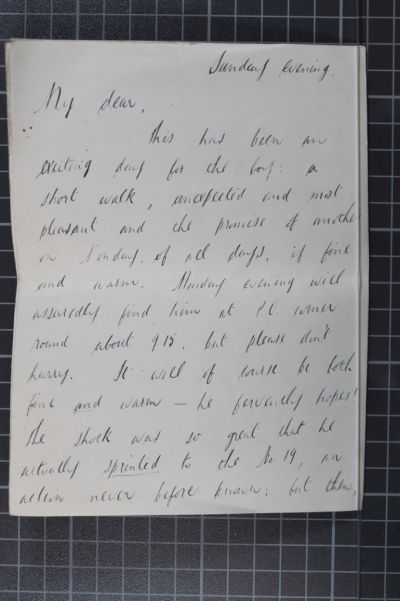 Sunday evening.
My dear,
This has been an
exciting day for the boy: a
short walk, unexpected and most
pleasant and the promise of another
on Monday, of all days, if fine
and warm. Monday evening will
assuredly find him at P.O. corner
round about 9.15, but please don't
hurry. It will of course be both
fine and warm — he fervently hopes!
The shock was so great that he
actually sprinted to the No. 19, an
action never before known: but then,